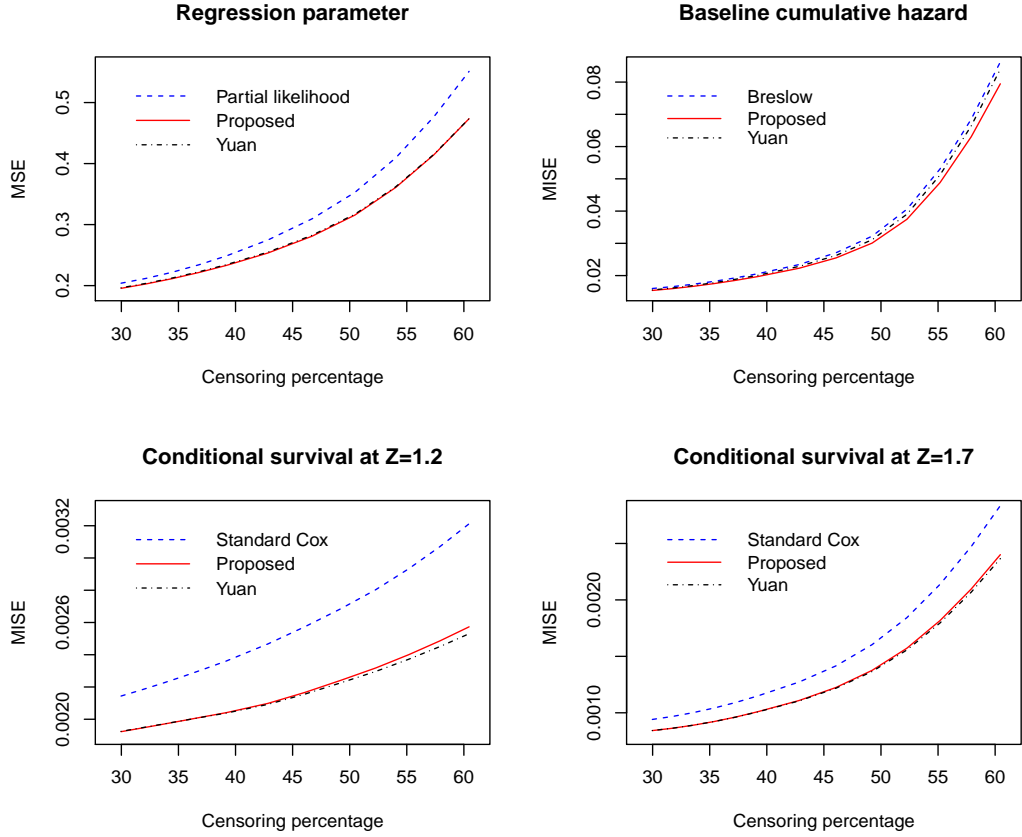 Regression parameter
MSE
0.5
0.4
0.3
0.2
Partial likelihood
Proposed
Yuan
30 35 40 45 50 55 60
Censoring percentage
Baseline cumulative hazard
MISE
0.08
0.06
0.04
0.02
Breslow
Proposed
Yuan
30 35 40 45 50 55 60
Censoring percentage
Conditional survival at Z=1.2
MISE
0.0032
0.0026
0.0020
Standard Cox
Proposed
Yuan
30 35 40 45 50 55 60
Censoring percentage
Conditional survival at Z=1.7
MISE
0.0020
0.0010
Standard Cox
Proposed
Yuan
30 35 40 45 50 55 60
Censoring percentage